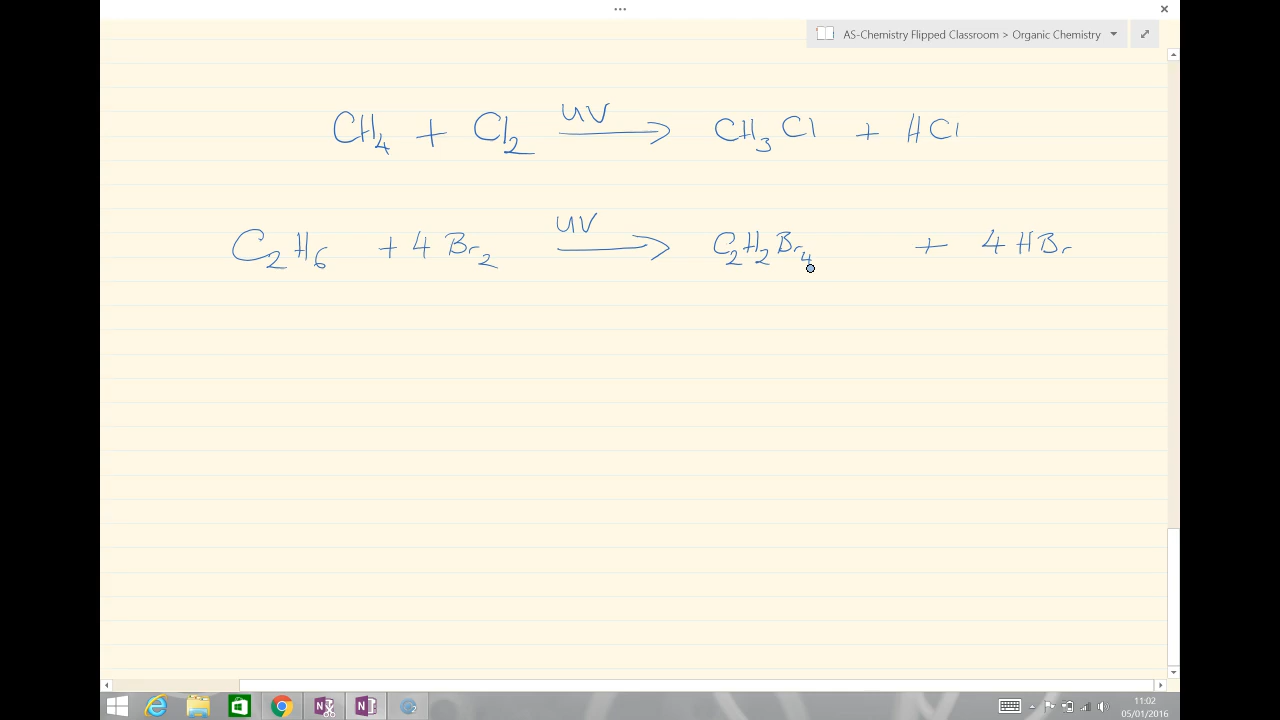 AS-Chemistry Flipped Classroom > Organic Chemistry
CH₄ + Cl₂ UV → CH₃Cl + HCl
C₂H₆ + 4 Br₂ UV → C₂H₂Br₄ + 4 HBr
11:02
05/01/2016